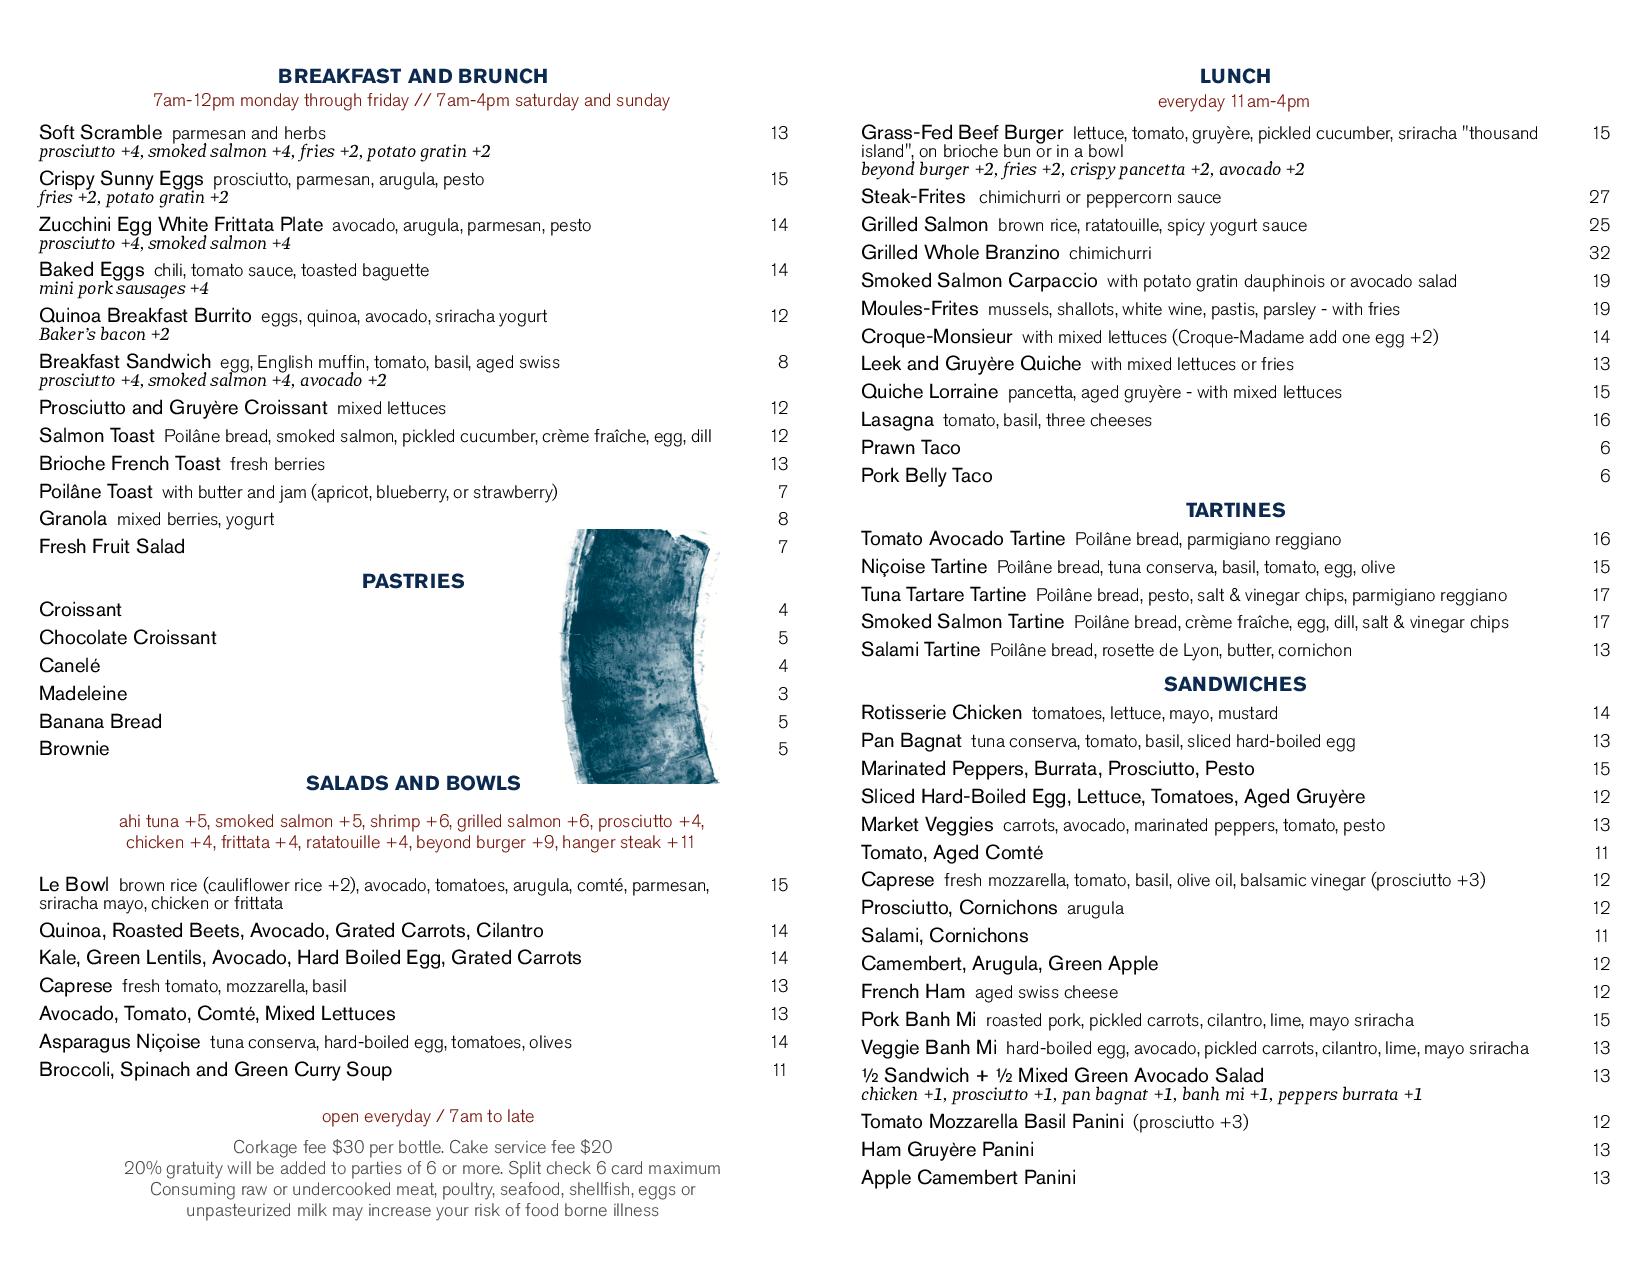 BREAKFAST AND BRUNCH
7am-12pm monday through friday // 7am-4pm saturday and sunday
Soft Scramble parmesan and herbs 13
prosciutto +4, smoked salmon +4, fries +2, potato gratin +2
Crispy Sunny Eggs prosciutto, parmesan, arugula, pesto 15
fries +2, potato gratin +2
Zucchini Egg White Frittata Plate avocado, arugula, parmesan, pesto 14
prosciutto +4, smoked salmon +4
Baked Eggs chili, tomato sauce, toasted baguette 14
mini pork sausages +4
Quinoa Breakfast Burrito eggs, quinoa, avocado, sriracha yogurt 12
Baker's bacon +2
Breakfast Sandwich egg, English muffin, tomato, basil, aged swiss 8
prosciutto +4, smoked salmon +4, avocado +2
Prosciutto and Gruyère Croissant mixed lettuces 12
Salmon Toast Poilâne bread, smoked salmon, pickled cucumber, crème fraîche, egg, dill 12
Brioche French Toast fresh berries 13
Poilâne Toast with butter and jam (apricot, blueberry, or strawberry) 7
Granola mixed berries, yogurt 8
Fresh Fruit Salad 7
PASTRIES
Croissant 4
Chocolate Croissant 5
Canelé 4
Madeleine 3
Banana Bread 5
Brownie 5
SALADS AND BOWLS
ahi tuna +5, smoked salmon +5, shrimp +6, grilled salmon +6, prosciutto +4,
chicken +4, frittata +4, ratatouille +4, beyond burger +9, hanger steak +11
Le Bowl brown rice (cauliflower rice +2), avocado, tomatoes, arugula, comté, parmesan, 15
sriracha mayo, chicken or frittata
Quinoa, Roasted Beets, Avocado, Grated Carrots, Cilantro 14
Kale, Green Lentils, Avocado, Hard Boiled Egg, Grated Carrots 14
Caprese fresh tomato, mozzarella, basil 13
Avocado, Tomato, Comté, Mixed Lettuces 13
Asparagus Niçoise tuna conserva, hard-boiled egg, tomatoes, olives 14
Broccoli, Spinach and Green Curry Soup 11
open everyday / 7am to late
Corkage fee $30 per bottle. Cake service fee $20
20% gratuity will be added to parties of 6 or more. Split check 6 card maximum
Consuming raw or undercooked meat, poultry, seafood, shellfish, eggs or
unpasteurized milk may increase your risk of food borne illness
LUNCH
everyday 11am-4pm
Grass-Fed Beef Burger lettuce, tomato, gruyère, pickled cucumber, sriracha "thousand 15
island", on brioche bun or in a bowl
beyond burger +2, fries +2, crispy pancetta +2, avocado +2
Steak-Frites chimichurri or peppercorn sauce 27
Grilled Salmon brown rice, ratatouille, spicy yogurt sauce 25
Grilled Whole Branzino chimichurri 32
Smoked Salmon Carpaccio with potato gratin dauphinois or avocado salad 19
Moules-Frites mussels, shallots, white wine, pastis, parsley - with fries 19
Croque-Monsieur with mixed lettuces (Croque-Madame add one egg +2) 14
Leek and Gruyère Quiche with mixed lettuces or fries 13
Quiche Lorraine pancetta, aged gruyère - with mixed lettuces 15
Lasagna tomato, basil, three cheeses 16
Prawn Taco 6
Pork Belly Taco 6
TARTINES
Tomato Avocado Tartine Poilâne bread, parmigiano reggiano 16
Niçoise Tartine Poilâne bread, tuna conserva, basil, tomato, egg, olive 15
Tuna Tartare Tartine Poilâne bread, pesto, salt & vinegar chips, parmigiano reggiano 17
Smoked Salmon Tartine Poilâne bread, crème fraîche, egg, dill, salt & vinegar chips 17
Salami Tartine Poilâne bread, rosette de Lyon, butter, cornichon 13
SANDWICHES
Rotisserie Chicken tomatoes, lettuce, mayo, mustard 14
Pan Bagnat tuna conserva, tomato, basil, sliced hard-boiled egg 13
Marinated Peppers, Burrata, Prosciutto, Pesto 15
Sliced Hard-Boiled Egg, Lettuce, Tomatoes, Aged Gruyère 12
Market Veggies carrots, avocado, marinated peppers, tomato, pesto 13
Tomato, Aged Comté 11
Caprese fresh mozzarella, tomato, basil, olive oil, balsamic vinegar (prosciutto +3) 12
Prosciutto, Cornichons arugula 12
Salami, Cornichons 11
Camembert, Arugula, Green Apple 12
French Ham aged swiss cheese 12
Pork Banh Mi roasted pork, pickled carrots, cilantro, lime, mayo sriracha 15
Veggie Banh Mi hard-boiled egg, avocado, pickled carrots, cilantro, lime, mayo sriracha 13
½ Sandwich + ½ Mixed Green Avocado Salad 13
chicken +1, prosciutto +1, pan bagnat +1, banh mi +1, peppers burrata +1
Tomato Mozzarella Basil Panini (prosciutto +3) 12
Ham Gruyère Panini 13
Apple Camembert Panini 13